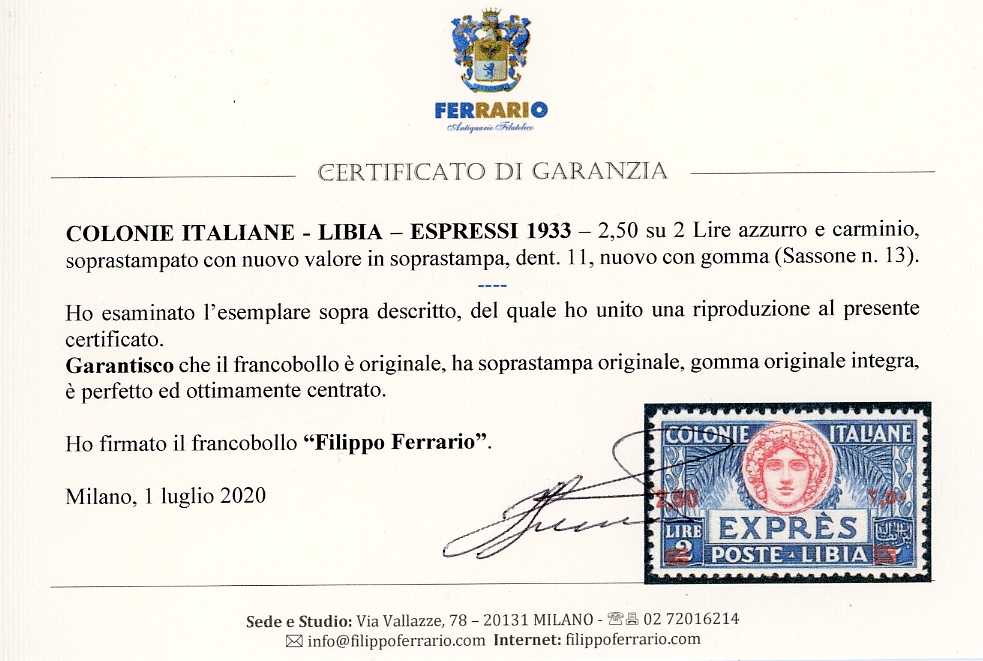 FERRARIO
Antiquario Filatelico
CERTIFICATO DI GARANZIA
COLONIE ITALIANE - LIBIA – ESPRESSI 1933 – 2,50 su 2 Lire azzurro e carminio,
soprastampato con nuovo valore in soprastampa, dent. 11, nuovo con gomma (Sassone n. 13).
----
Ho esaminato l’esemplare sopra descritto, del quale ho unito una riproduzione al presente
certificato.
Garantisco che il francobollo è originale, ha soprastampa originale, gomma originale integra,
è perfetto ed ottimamente centrato.
Ho firmato il francobollo “Filippo Ferrario”.
Milano, 1 luglio 2020
COLONIE ITALIANE
2,50 ٢,٥٠
LIRE EXPRÈS
2 POSTE - LIBIA ٢
Sede e Studio: Via Vallazze, 78 – 20131 MILANO - 02 72016214
info@filippoferrario.com Internet: filippoferrario.com